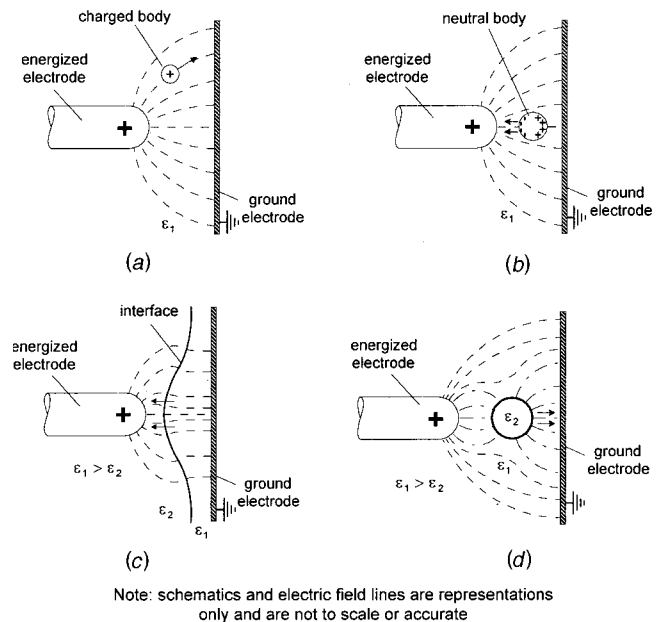 charged body
energized
electrode
+
+
ε1
ground
electrode
(a)
neutral body
energized
electrode
+
ε1
ground
electrode
(b)
interface
energized
electrode
+
ε1 > ε2
ε2
ε1
ground
electrode
(c)
energized
electrode
+
ε2
ε1
ε1 > ε2
ground
electrode
(d)
Note: schematics and electric field lines are representations
only and are not to scale or accurate